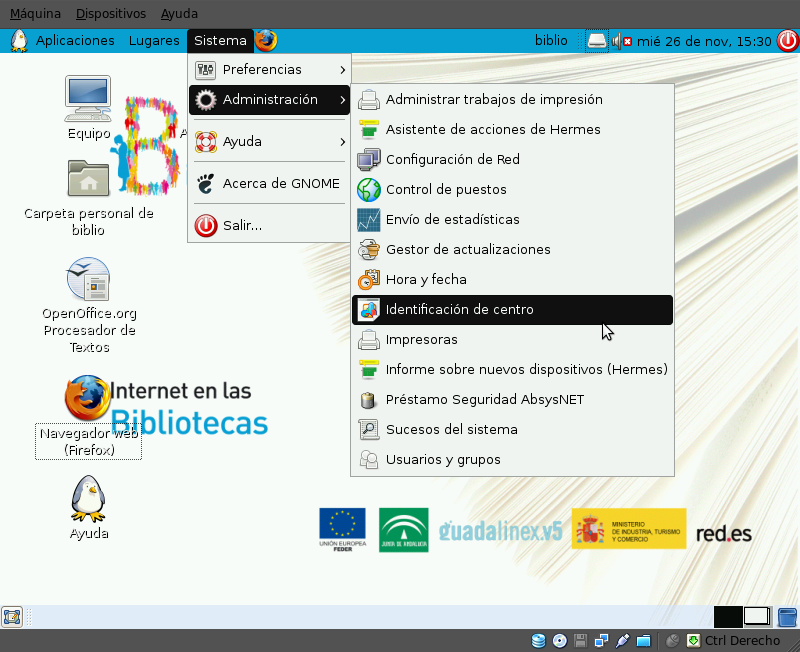 Máquina Dispositivos Ayuda
Aplicaciones Lugares Sistema
biblio
mié 26 de nov, 15:30
Preferencias
Administración
Ayuda
Acerca de GNOME
Salir...
Administrar trabajos de impresión
Asistente de acciones de Hermes
Configuración de Red
Control de puestos
Envío de estadísticas
Gestor de actualizaciones
Hora y fecha
Identificación de centro
Impresoras
Informe sobre nuevos dispositivos (Hermes)
Préstamo Seguridad AbsysNET
Sucesos del sistema
Usuarios y grupos
Equipo
Carpeta personal de
biblio
OpenOffice.org
Procesador de
Textos
Internet en las
Bibliotecas
Navegador web
(Firefox)
Ayuda
UNIÓN EUROPEA
FEDER
JUNTA DE ANDALUCIA
guadalinex.v5
MINISTERIO
DE INDUSTRIA, TURISMO
Y COMERCIO
red.es
Ctrl Derecho